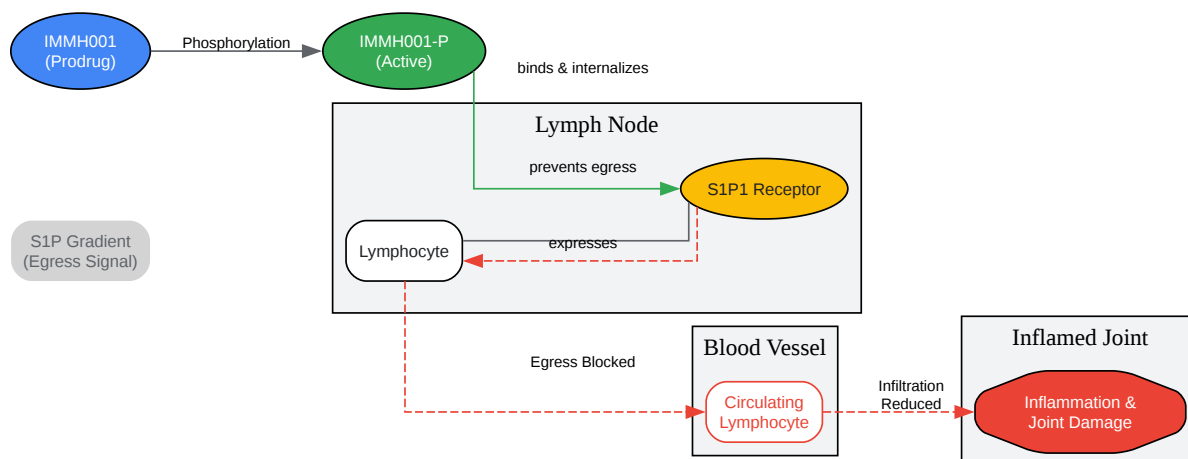 IMMH001
(Prodrug)
Phosphorylation
IMMH001-P
(Active)
binds & internalizes
Lymph Node
prevents egress
S1P1 Receptor
S1P Gradient
(Egress Signal)
Lymphocyte
expresses
Egress Blocked
Blood Vessel
Circulating
Lymphocyte
Infiltration
Reduced
Inflamed Joint
Inflammation &
Joint Damage